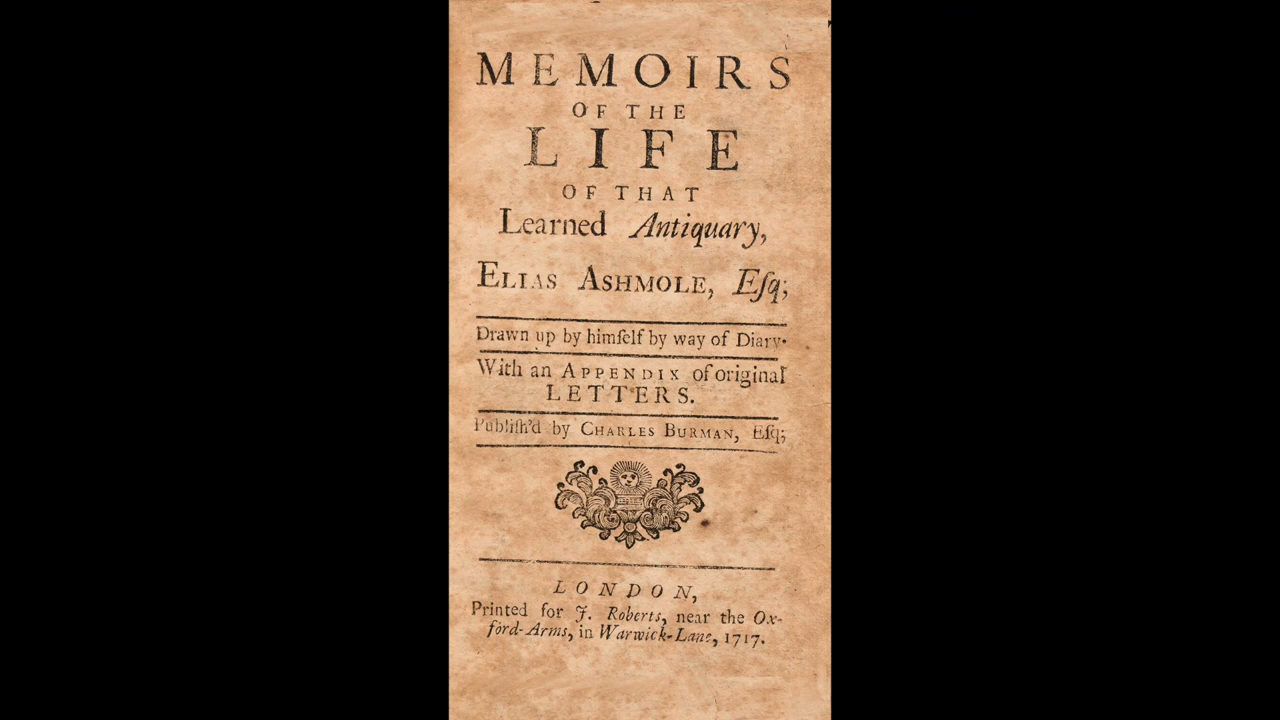 MEMOIRS
OF THE
LIFE
OF THAT
Learned Antiquary,
ELIAS ASHMOLE, Eſq;
Drawn up by himſelf by way of Diary.
With an APPENDIX of original
LETTERS.
Publiſh'd by CHARLES BURMAN, Eſq;
LONDON,
Printed for J. Roberts, near the Ox-
ford-Arms, in Warwick-Lane, 1717.